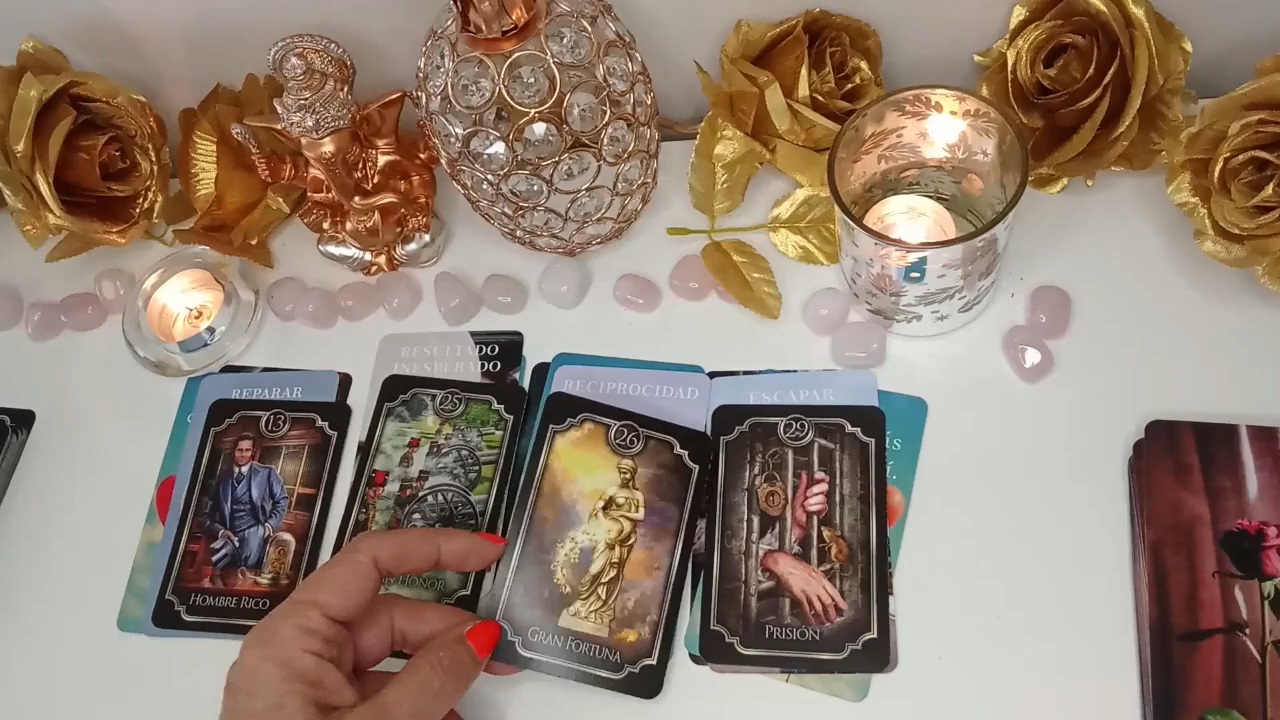 RESULTADO
INESPERADO
REPARAR
RECIPROCIDAD
ESCAPAR
13
25
26
29
HOMBRE RICO
HONOR
GRAN FORTUNA
PRISIÓN